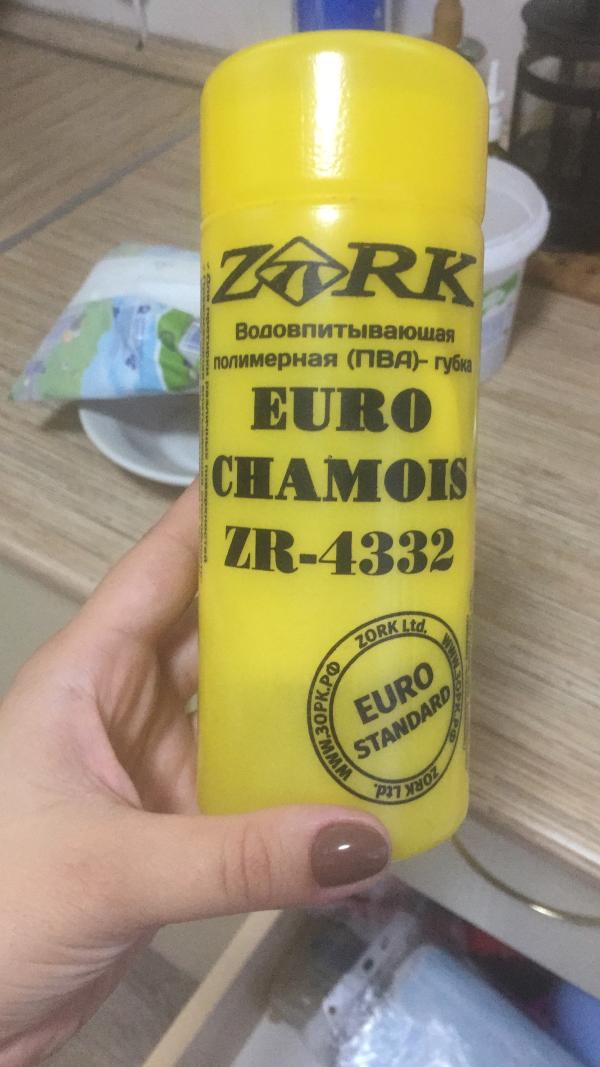 ZORK
Водовпитывающая
полимерная (ПВА)- губка
EURO
CHAMOIS
ZR-4332
ZORK Ltd.
WWW.ЗОРК.РФ
ZORK Ltd.
WWW.ЗОРК.РФ
EURO
STANDARD